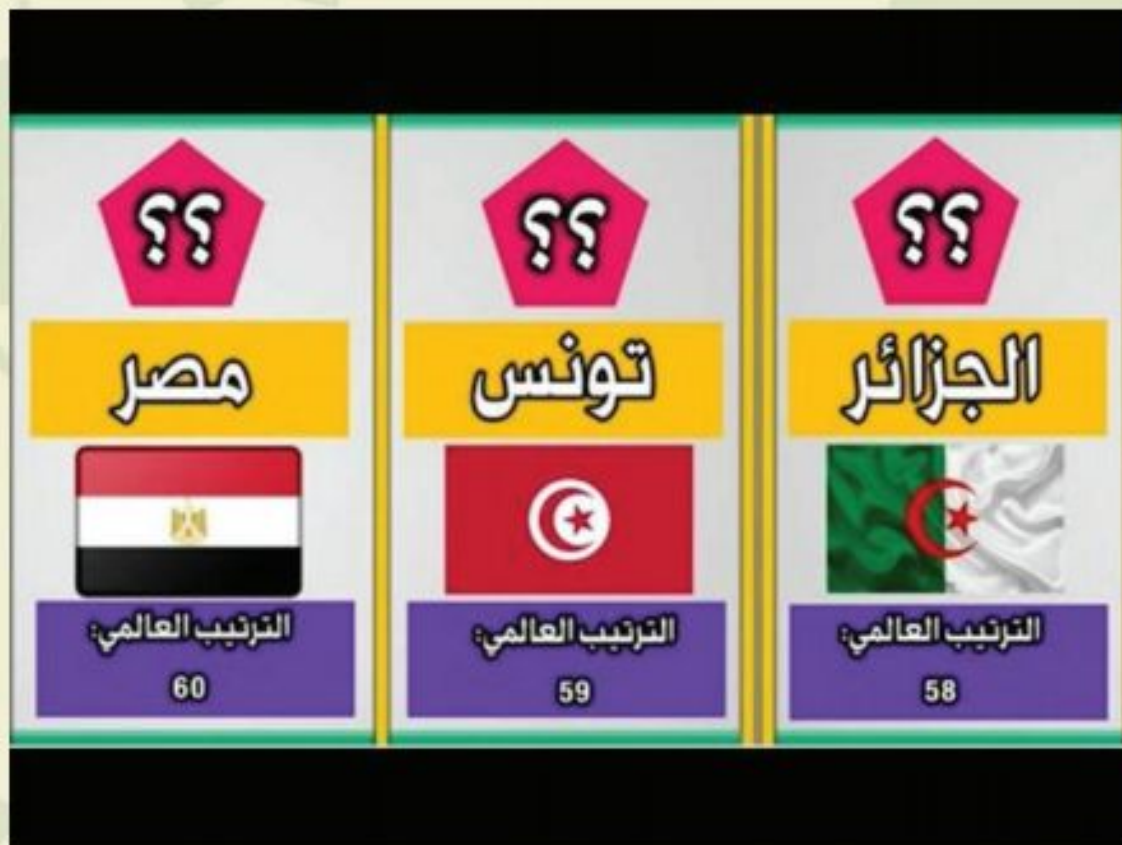 ؟؟
الجزائر
الترتيب العالمي:
58
؟؟
تونس
الترتيب العالمي:
59
؟؟
مصر
الترتيب العالمي:
60